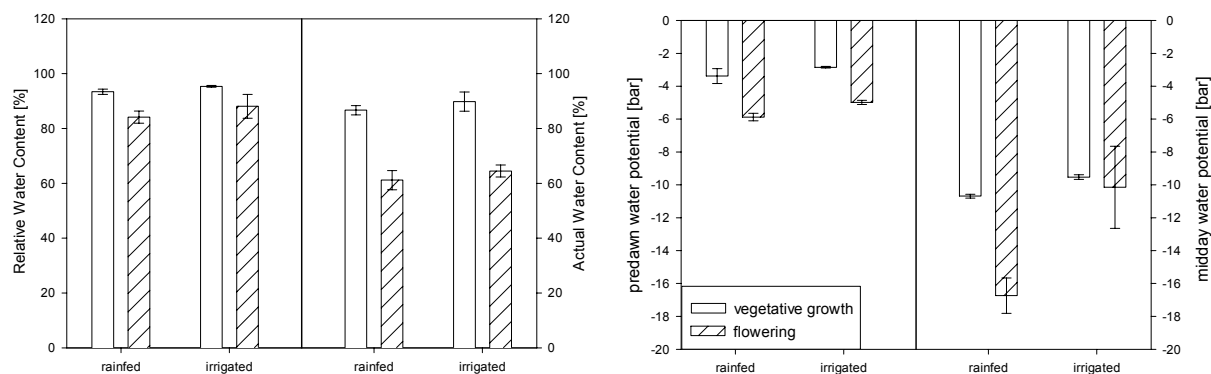 Relative Water Content [%]
120
100
80
60
40
20
0
rainfed
irrigated
rainfed
irrigated
120
100
80
60
40
20
0
Actual Water Content [%]
predawn water potential [bar]
0
-2
-4
-6
-8
-10
-12
-14
-16
-18
-20
vegetative growth
flowering
rainfed
irrigated
rainfed
irrigated
0
-2
-4
-6
-8
-10
-12
-14
-16
-18
-20
midday water potential [bar]